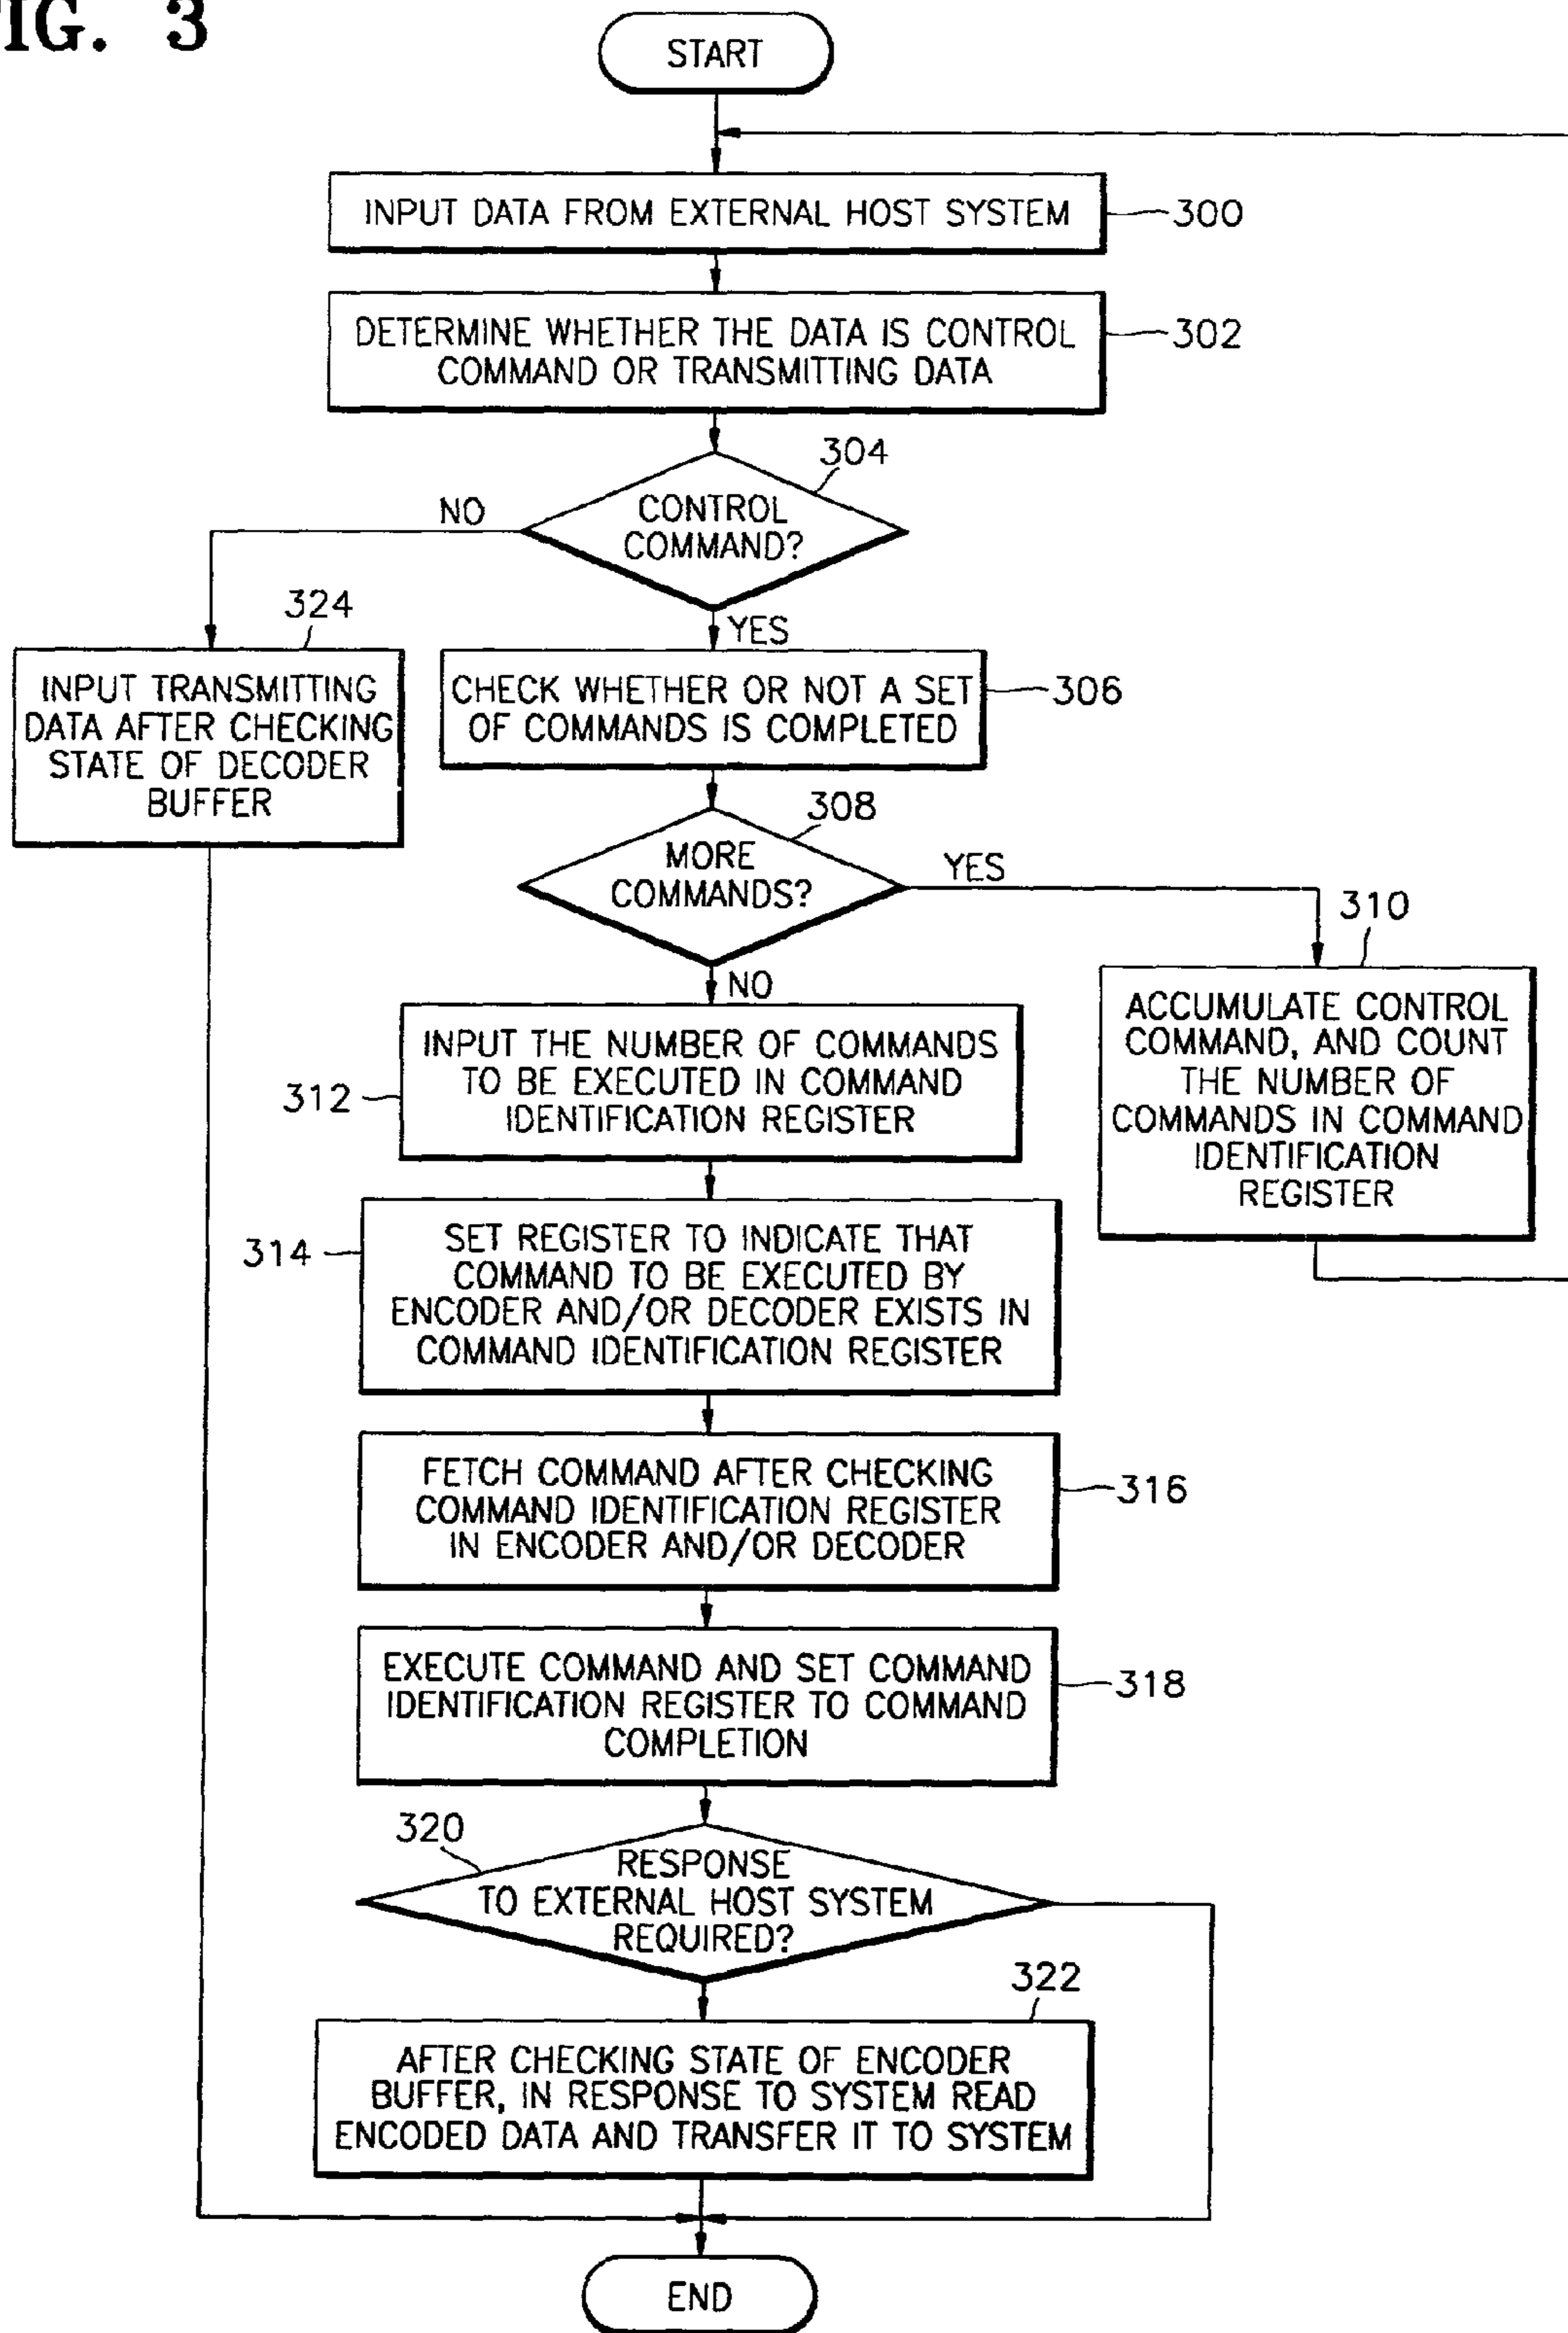 FIG. 3
START
INPUT DATA FROM EXTERNAL HOST SYSTEM
300
DETERMINE WHETHER THE DATA IS CONTROL
COMMAND OR TRANSMITTING DATA
302
304
CONTROL
COMMAND?
NO
YES
324
INPUT TRANSMITTING
DATA AFTER CHECKING
STATE OF DECODER
BUFFER
CHECK WHETHER OR NOT A SET
OF COMMANDS IS COMPLETED
306
308
MORE
COMMANDS?
YES
NO
310
ACCUMULATE CONTROL
COMMAND, AND COUNT
THE NUMBER OF
COMMANDS IN COMMAND
IDENTIFICATION
REGISTER
312
INPUT THE NUMBER OF COMMANDS
TO BE EXECUTED IN COMMAND
IDENTIFICATION REGISTER
314
SET REGISTER TO INDICATE THAT
COMMAND TO BE EXECUTED BY
ENCODER AND/OR DECODER EXISTS IN
COMMAND IDENTIFICATION REGISTER
FETCH COMMAND AFTER CHECKING
COMMAND IDENTIFICATION REGISTER
IN ENCODER AND/OR DECODER
316
EXECUTE COMMAND AND SET COMMAND
IDENTIFICATION REGISTER TO COMMAND
COMPLETION
318
320
RESPONSE
TO EXTERNAL HOST SYSTEM
REQUIRED?
322
AFTER CHECKING STATE OF ENCODER
BUFFER, IN RESPONSE TO SYSTEM READ
ENCODED DATA AND TRANSFER IT TO SYSTEM
END